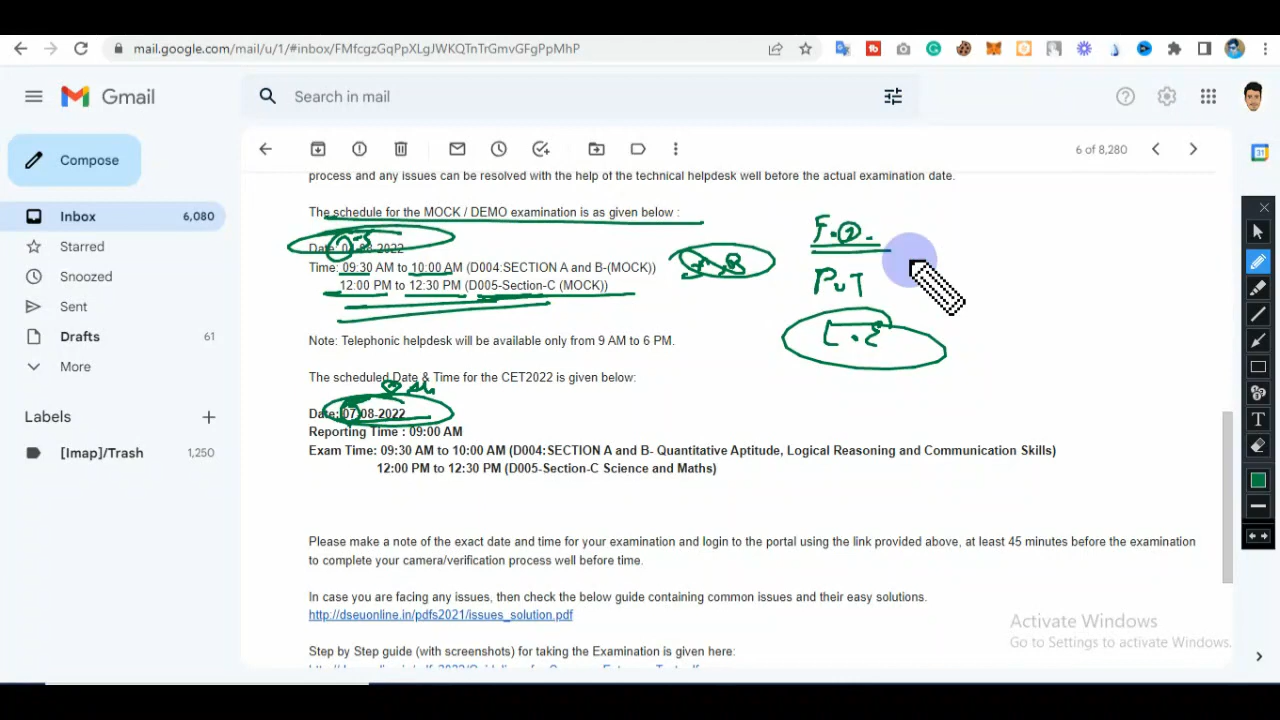 mail.google.com/mail/u/1/#inbox/FMfcgzGqPpXLgJWKQTnTrGmvGFgPpMhP
Gmail
Search in mail
Compose
6 of 8,280
Inbox 6,080
Starred
Snoozed
Sent
Drafts 61
More
Labels
[Imap]/Trash 1,250
process and any issues can be resolved with the help of the technical helpdesk well before the actual examination date.
The schedule for the MOCK / DEMO examination is as given below :
Date: -08-2022
Time: 09:30 AM to 10:00 AM (D004:SECTION A and B-(MOCK))
12:00 PM to 12:30 PM (D005-Section-C (MOCK))
Note: Telephonic helpdesk will be available only from 9 AM to 6 PM.
The scheduled Date & Time for the CET2022 is given below:
Date: 07-08-2022
Reporting Time : 09:00 AM
Exam Time: 09:30 AM to 10:00 AM (D004:SECTION A and B- Quantitative Aptitude, Logical Reasoning and Communication Skills)
12:00 PM to 12:30 PM (D005-Section-C Science and Maths)
Please make a note of the exact date and time for your examination and login to the portal using the link provided above, at least 45 minutes before the examination
to complete your camera/verification process well before time.
In case you are facing any issues, then check the below guide containing common issues and their easy solutions.
http://dseuonline.in/pdfs2021/issues_solution.pdf
Step by Step guide (with screenshots) for taking the Examination is given here:
PUT
Activate Windows
Go to Settings to activate Windows.